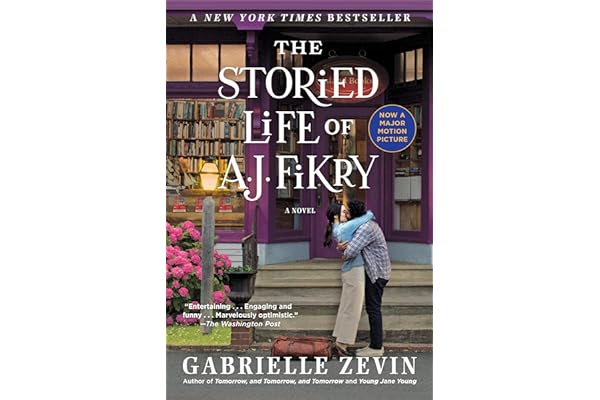 A NEW YORK TIMES BESTSELLER
THE
STORiED
LiFE OF
A.J. FiKRY
NOW A
MAJOR
MOTION
PICTURE
A NOVEL
“Entertaining . . . Engaging and
funny . . . Marvelously optimistic.”
—The Washington Post
GABRIELLE ZEVIN
Author of Tomorrow, and Tomorrow, and Tomorrow and Young Jane Young